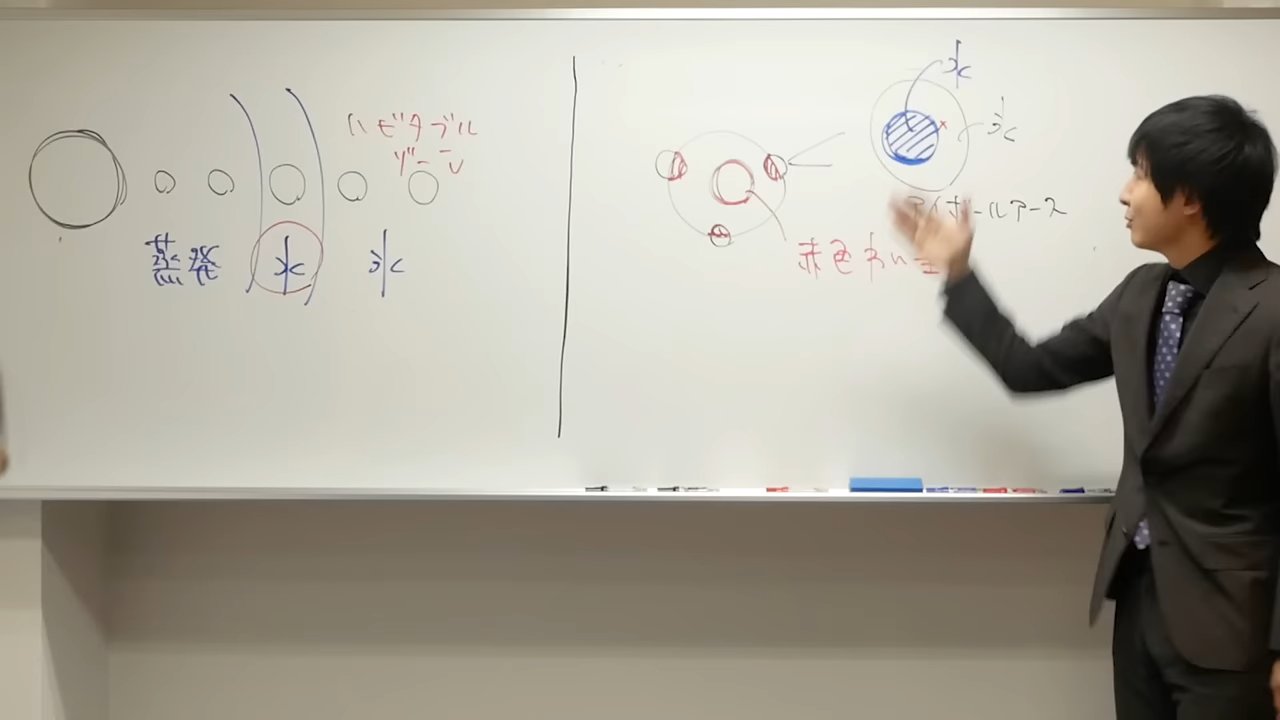 ハビタブル
ゾーン
蒸発
水
氷
水
氷
アイボールアース
赤色わい星